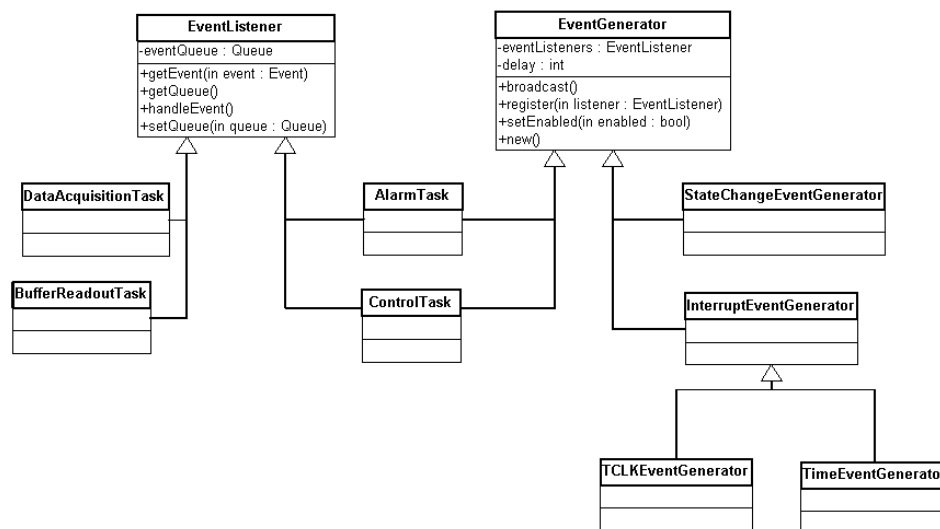 EventListener
-eventQueue : Queue
+getEvent(in event : Event)
+getQueue()
+handleEvent()
+setQueue(in queue : Queue)
EventGenerator
-eventListeners : EventListener
-delay : int
+broadcast()
+register(in listener : EventListener)
+setEnabled(in enabled : bool)
+new()
DataAcquisitionTask
AlarmTask
StateChangeEventGenerator
BufferReadoutTask
ControlTask
InterruptEventGenerator
TCLKEventGenerator
TimeEventGenerator